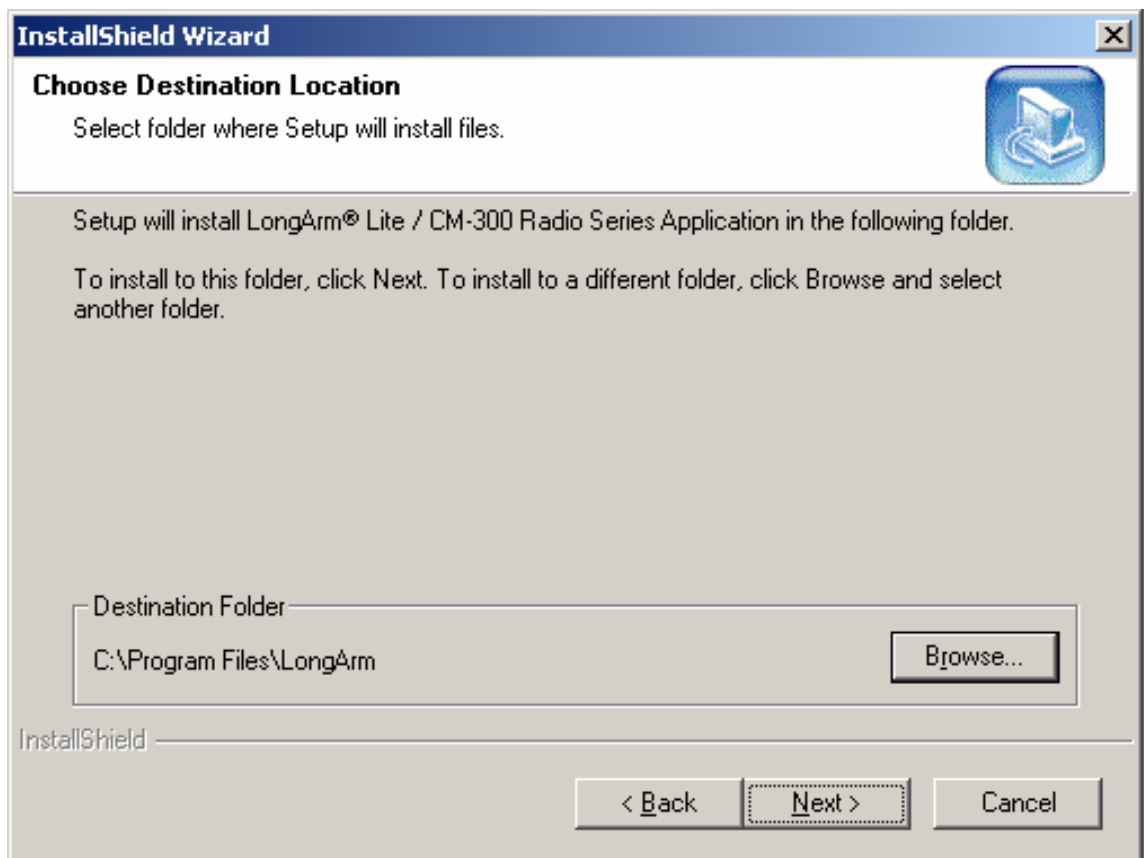 InstallShield Wizard
Choose Destination Location
Select folder where Setup will install files.
Setup will install LongArm® Lite / CM-300 Radio Series Application in the following folder.
To install to this folder, click Next. To install to a different folder, click Browse and select
another folder.
Destination Folder
C:\Program Files\LongArm
Browse...
InstallShield
< Back
Next >
Cancel